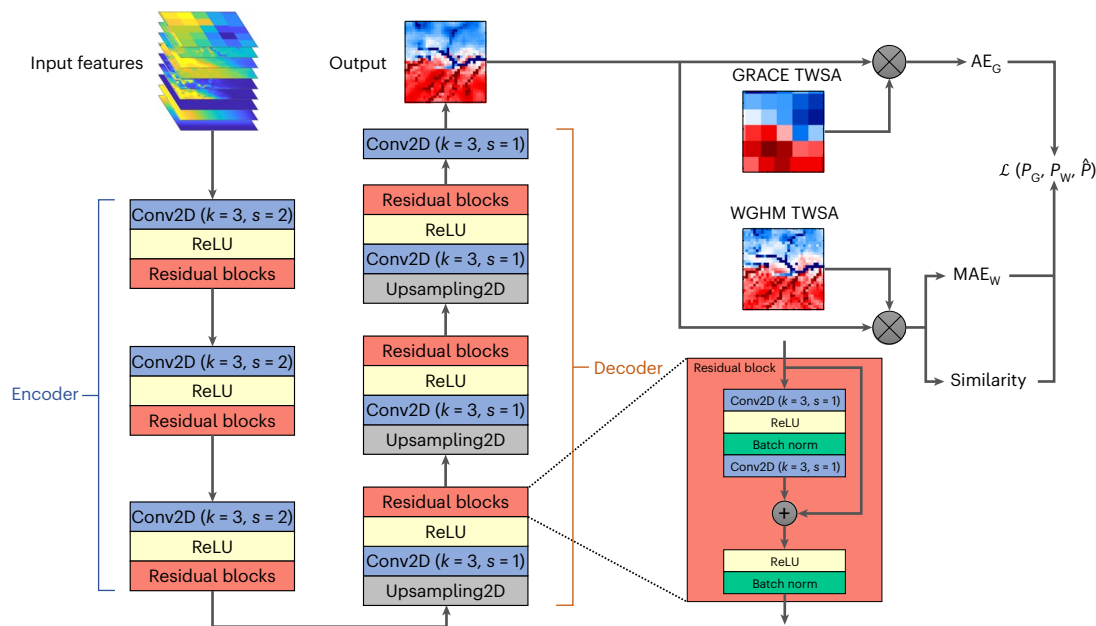 Input features
Encoder
Conv2D (k = 3, s = 2)
ReLU
Residual blocks
Conv2D (k = 3, s = 2)
ReLU
Residual blocks
Conv2D (k = 3, s = 2)
ReLU
Residual blocks
Output
Conv2D (k = 3, s = 1)
Residual blocks
ReLU
Conv2D (k = 3, s = 1)
Upsampling2D
Residual blocks
ReLU
Conv2D (k = 3, s = 1)
Upsampling2D
Residual blocks
ReLU
Conv2D (k = 3, s = 1)
Upsampling2D
Decoder
GRACE TWSA
WGHM TWSA
Residual block
Conv2D (k = 3, s = 1)
ReLU
Batch norm
Conv2D (k = 3, s = 1)
+
ReLU
Batch norm
AE_G
ℒ (P_G, P_W, P̂)
MAE_W
Similarity